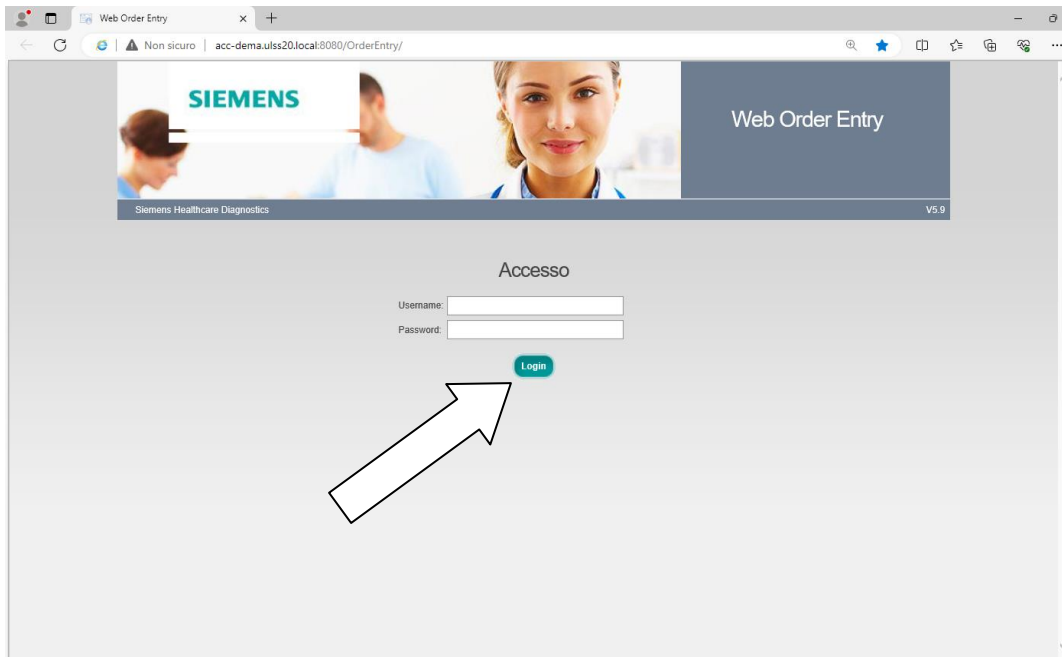 Web Order Entry
Non sicuro acc-dema.ulss20.local:8080/OrderEntry/
SIEMENS
Web Order Entry
Siemens Healthcare Diagnostics V5.9
Accesso
Username:
Password:
Login